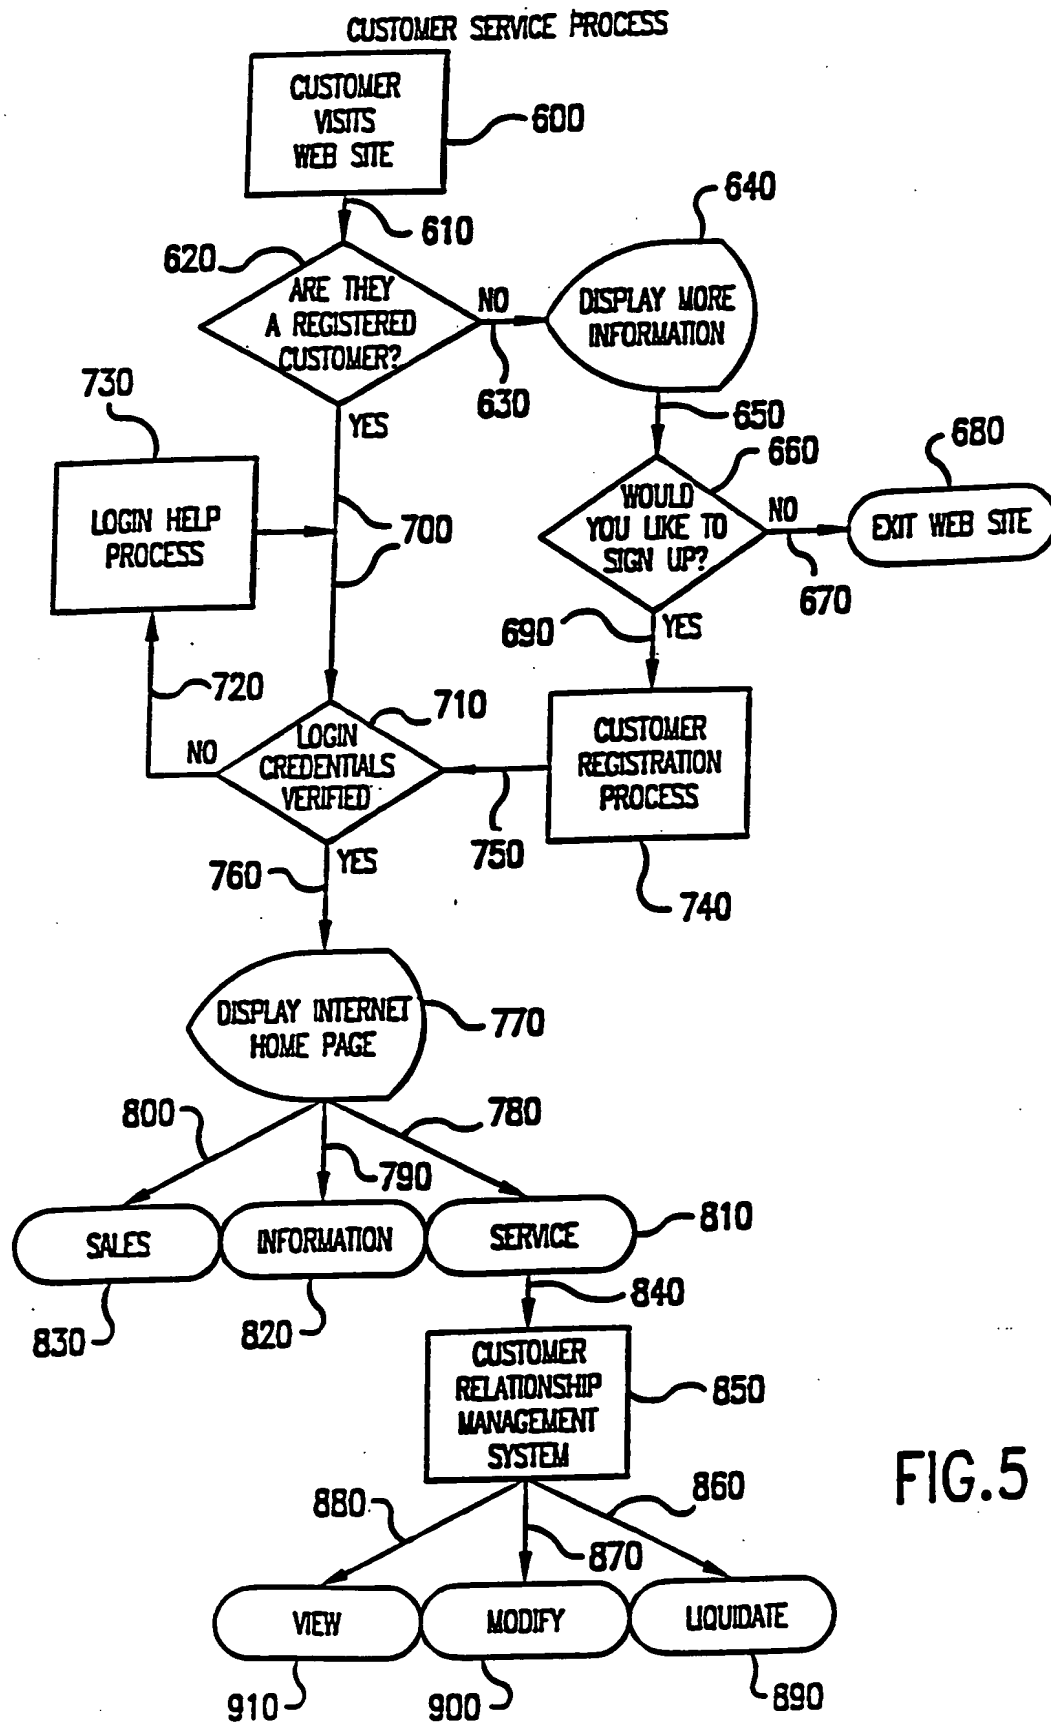 CUSTOMER SERVICE PROCESS
CUSTOMER
VISITS
WEB SITE
600
610
620
ARE THEY
A REGISTERED
CUSTOMER?
NO
630
640
DISPLAY MORE
INFORMATION
YES
650
660
WOULD
YOU LIKE TO
SIGN UP?
NO
670
680
EXIT WEB SITE
730
LOGIN HELP
PROCESS
700
690
YES
720
NO
710
LOGIN
CREDENTIALS
VERIFIED
750
CUSTOMER
REGISTRATION
PROCESS
740
YES
760
DISPLAY INTERNET
HOME PAGE
770
800
790
780
SALES
INFORMATION
SERVICE
810
830
820
840
CUSTOMER
RELATIONSHIP
MANAGEMENT
SYSTEM
850
FIG.5
880
870
860
VIEW
MODIFY
LIQUIDATE
910
900
890